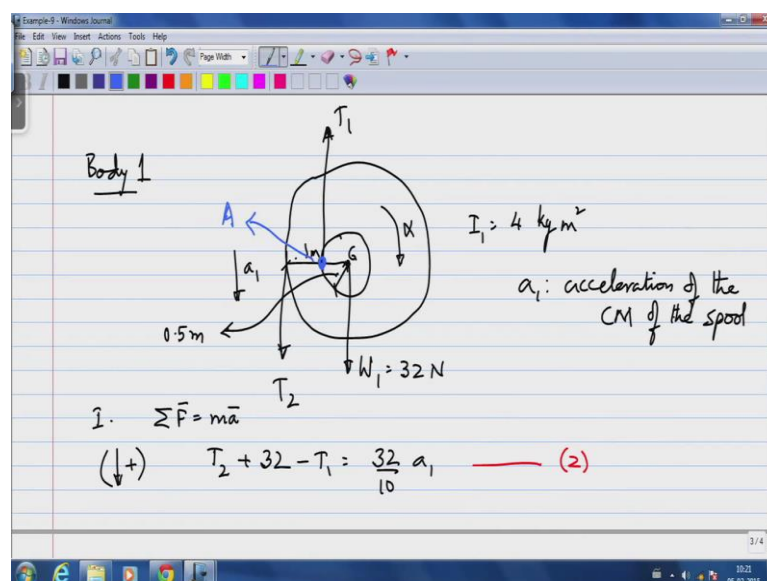 Example-9 - Windows Journal
File Edit View Insert Actions Tools Help
Page Width
T₁
Body 1
A
α
I₁ = 4 kg m²
1m
G
a₁
a₁: acceleration of the
CM of the spool
0.5m
W₁ = 32 N
T₂
I. ΣF̄ = mā
(↓+) T₂ + 32 - T₁ = 32/10 a₁ (2)
3/4
10:21